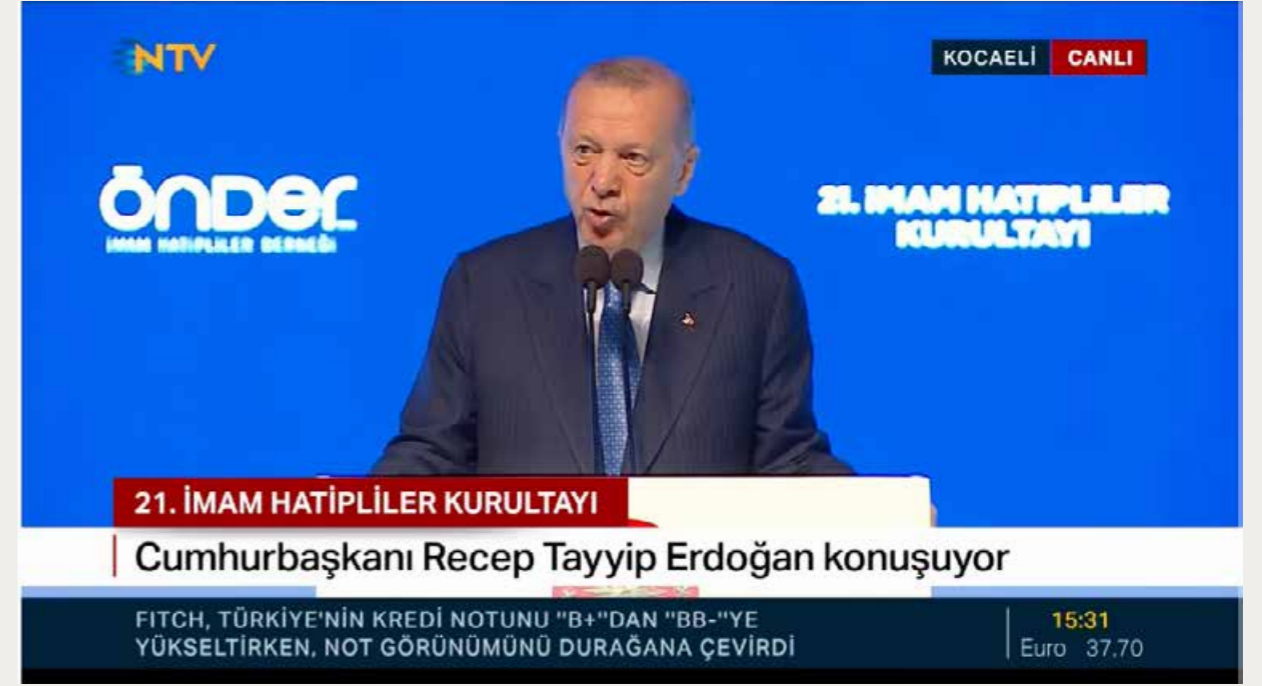 NTV
KOCAELİ CANLI
ÖNDER
İMAM HATİPLİLER DERNEĞİ
21. İMAM HATİPLİLER
KURULTAYI
21. İMAM HATİPLİLER KURULTAYI
Cumhurbaşkanı Recep Tayyip Erdoğan konuşuyor
FITCH, TÜRKİYE'NİN KREDİ NOTUNU "B+"DAN "BB-"YE
YÜKSELTİRKEN, NOT GÖRÜNÜMÜNÜ DURAĞANA ÇEVİRDİ
15:31
Euro 37.70